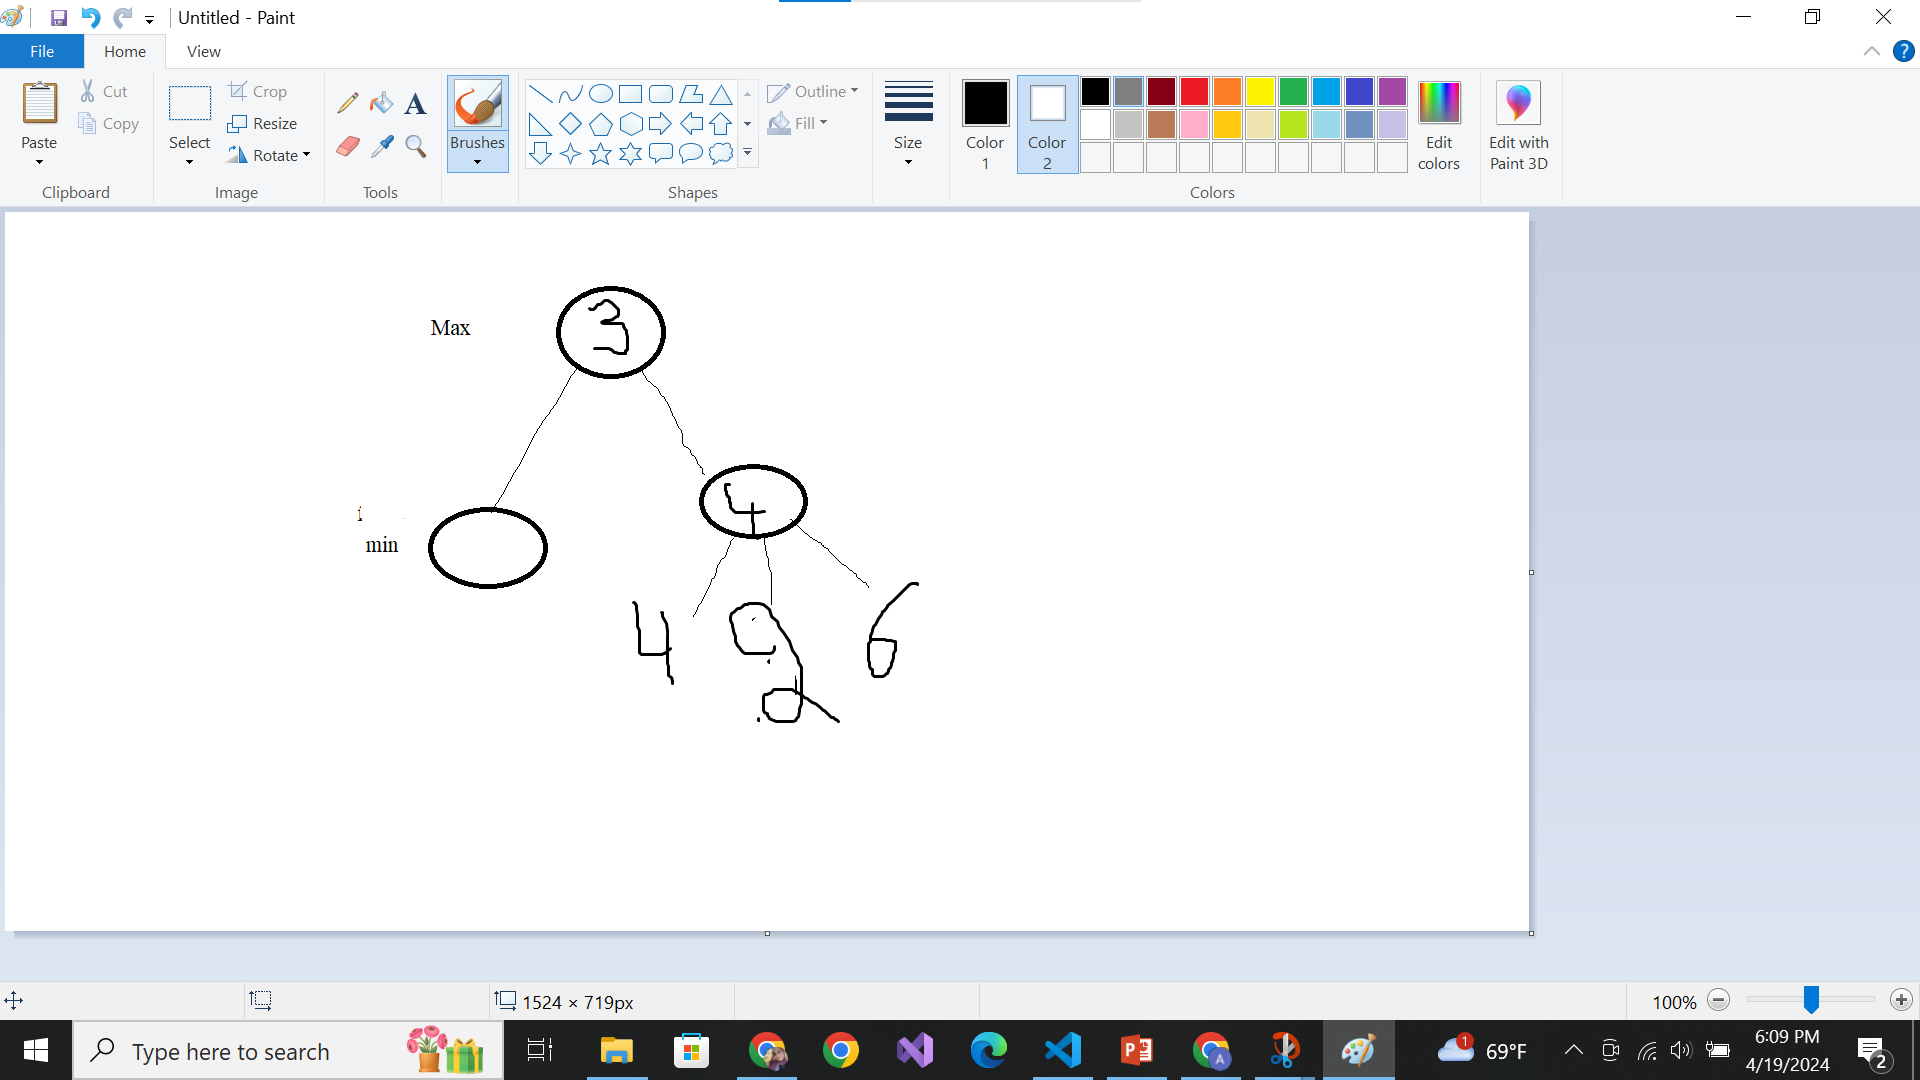 Untitled - Paint
File Home View
Paste
Cut
Copy
Clipboard
Select
Crop
Resize
Rotate
Image
Tools
Brushes
Shapes
Outline
Fill
Size
Color 1
Color 2
Colors
Edit colors
Edit with Paint 3D
Max
3
4
min
4
6
1524 × 719px
100%
Type here to search
1
69°F
6:09 PM
4/19/2024
2